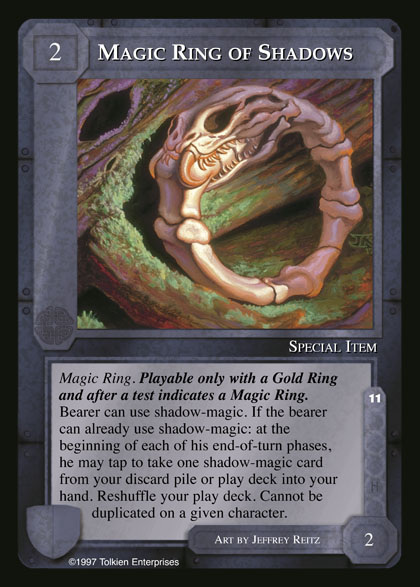 2
MAGIC RING OF SHADOWS
JR
SPECIAL ITEM
Magic Ring. Playable only with a Gold Ring
and after a test indicates a Magic Ring.
Bearer can use shadow-magic. If the bearer
can already use shadow-magic: at the
beginning of each of his end-of-turn phases,
he may tap to take one shadow-magic card
from your discard pile or play deck into your
hand. Reshuffle your play deck. Cannot be
duplicated on a given character.
11
ART BY JEFFREY REITZ
2
©1997 Tolkien Enterprises